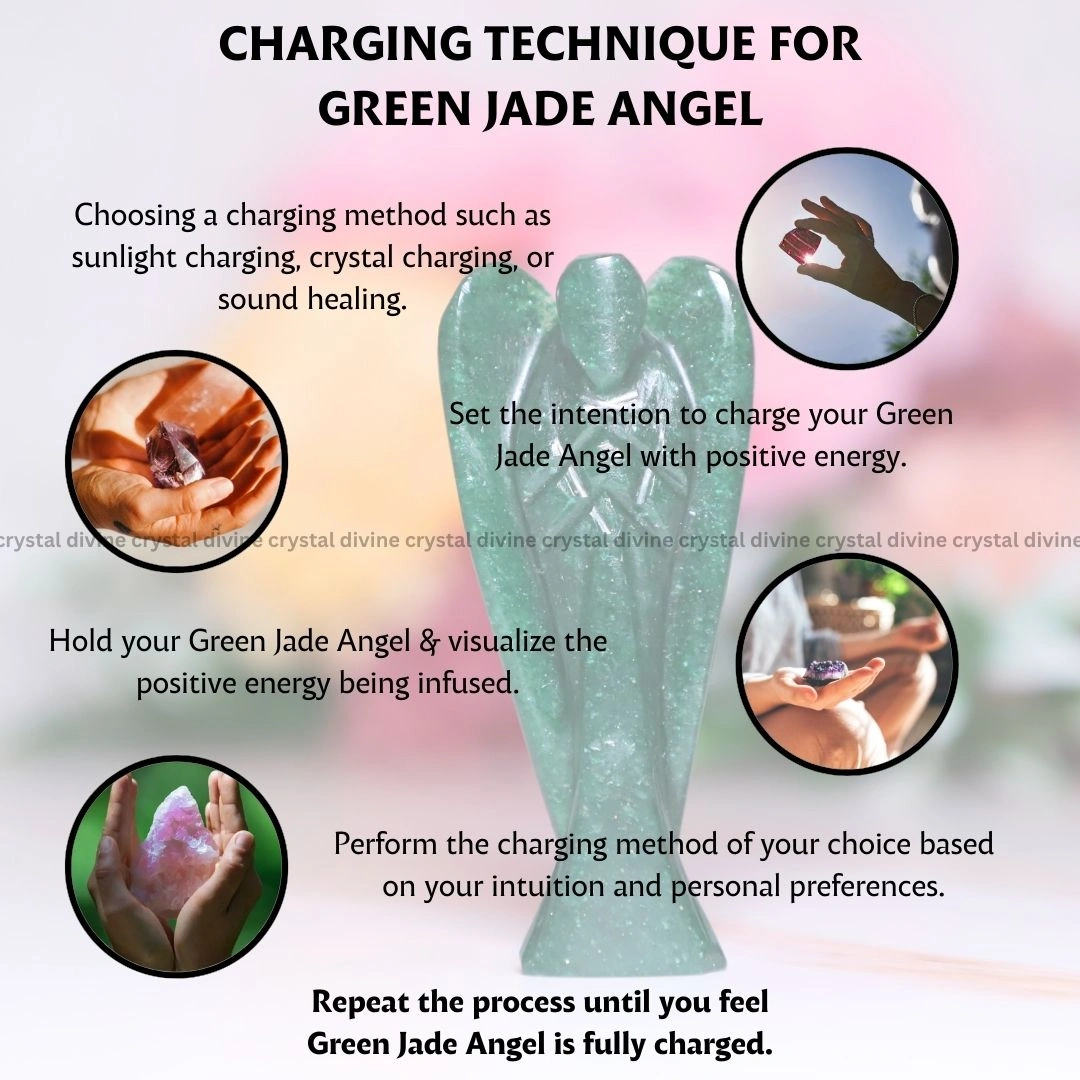 CHARGING TECHNIQUE FOR
GREEN JADE ANGEL
Choosing a charging method such as
sunlight charging, crystal charging, or
sound healing.
Set the intention to charge your Green
Jade Angel with positive energy.
crystal divine crystal divine crystal divine crystal divine crystal divine crystal divine crystal divine crystal divine
Hold your Green Jade Angel & visualize the
positive energy being infused.
Perform the charging method of your choice based
on your intuition and personal preferences.
Repeat the process until you feel
Green Jade Angel is fully charged.